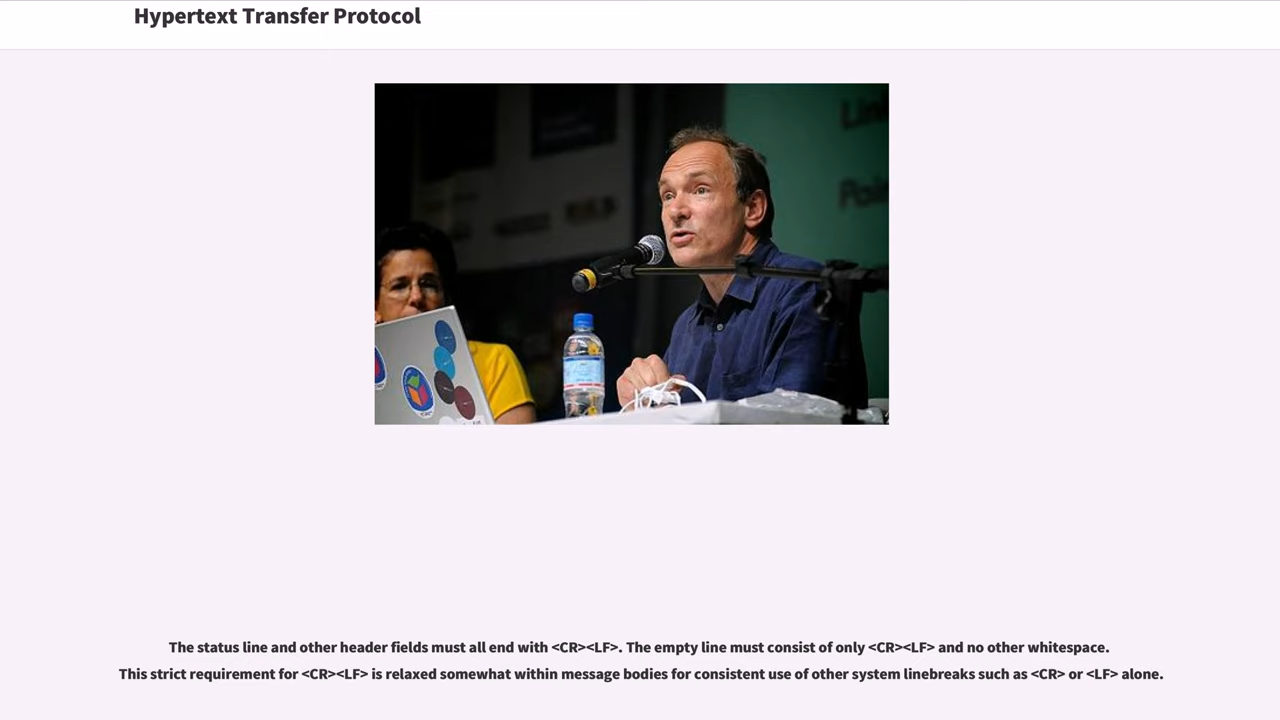 Hypertext Transfer Protocol
The status line and other header fields must all end with <CR><LF>. The empty line must consist of only <CR><LF> and no other whitespace.
This strict requirement for <CR><LF> is relaxed somewhat within message bodies for consistent use of other system linebreaks such as <CR> or <LF> alone.